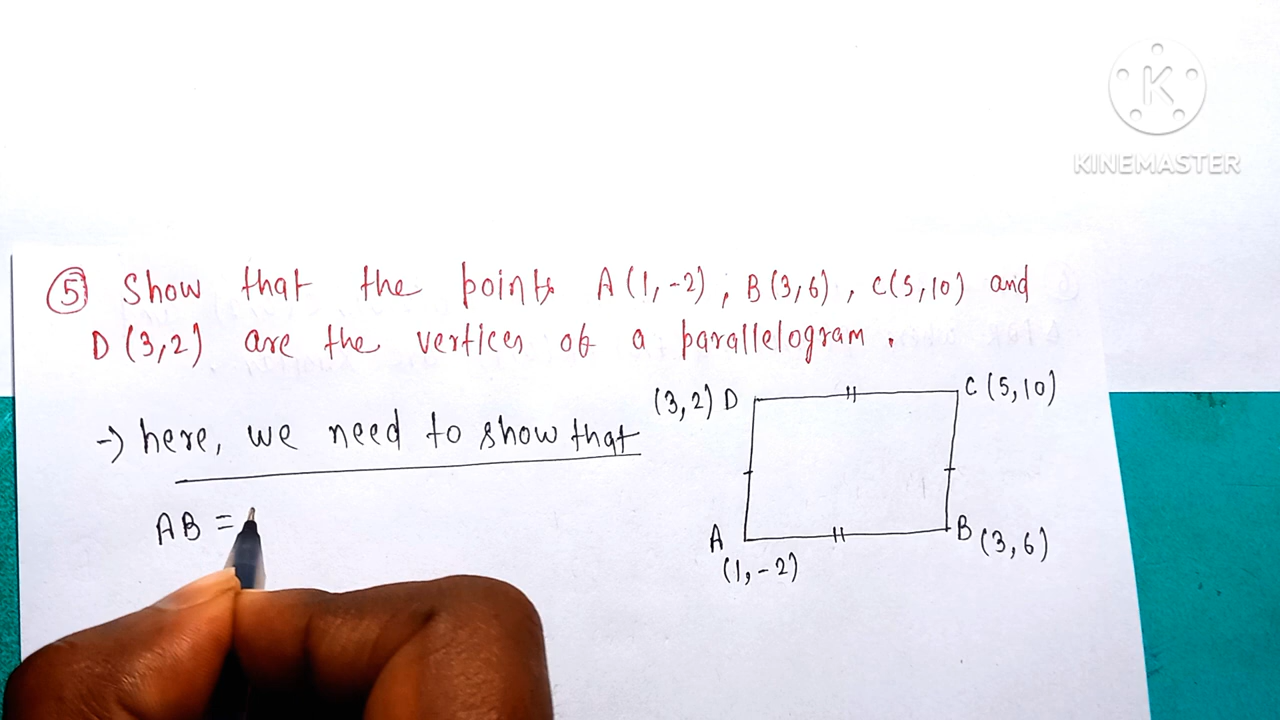 K
KINEMASTER
⑤ Show that the points A(1,-2), B(3,6), C(5,10) and
D(3,2) are the vertices of a parallelogram.
(3,2) D
C (5,10)
→ here, we need to show that
AB =
A
(1,-2)
B (3,6)